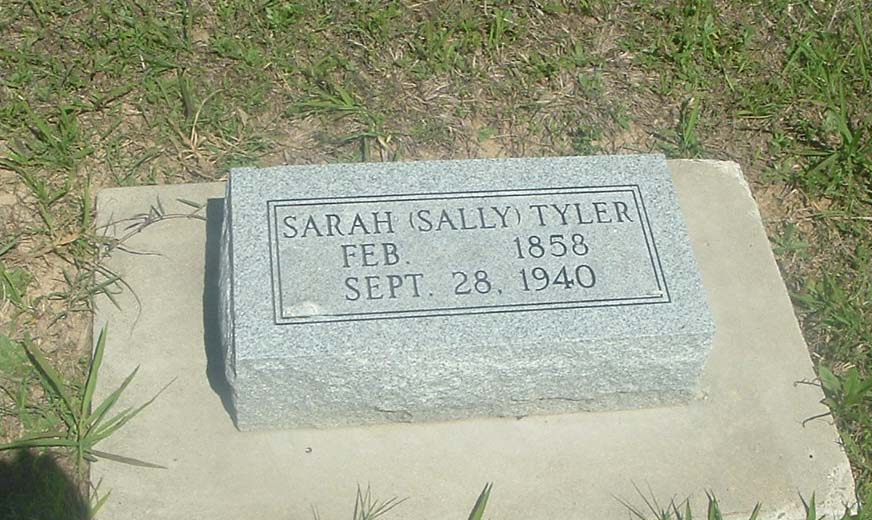 SARAH (SALLY) TYLER
FEB. 1858
SEPT. 28, 1940